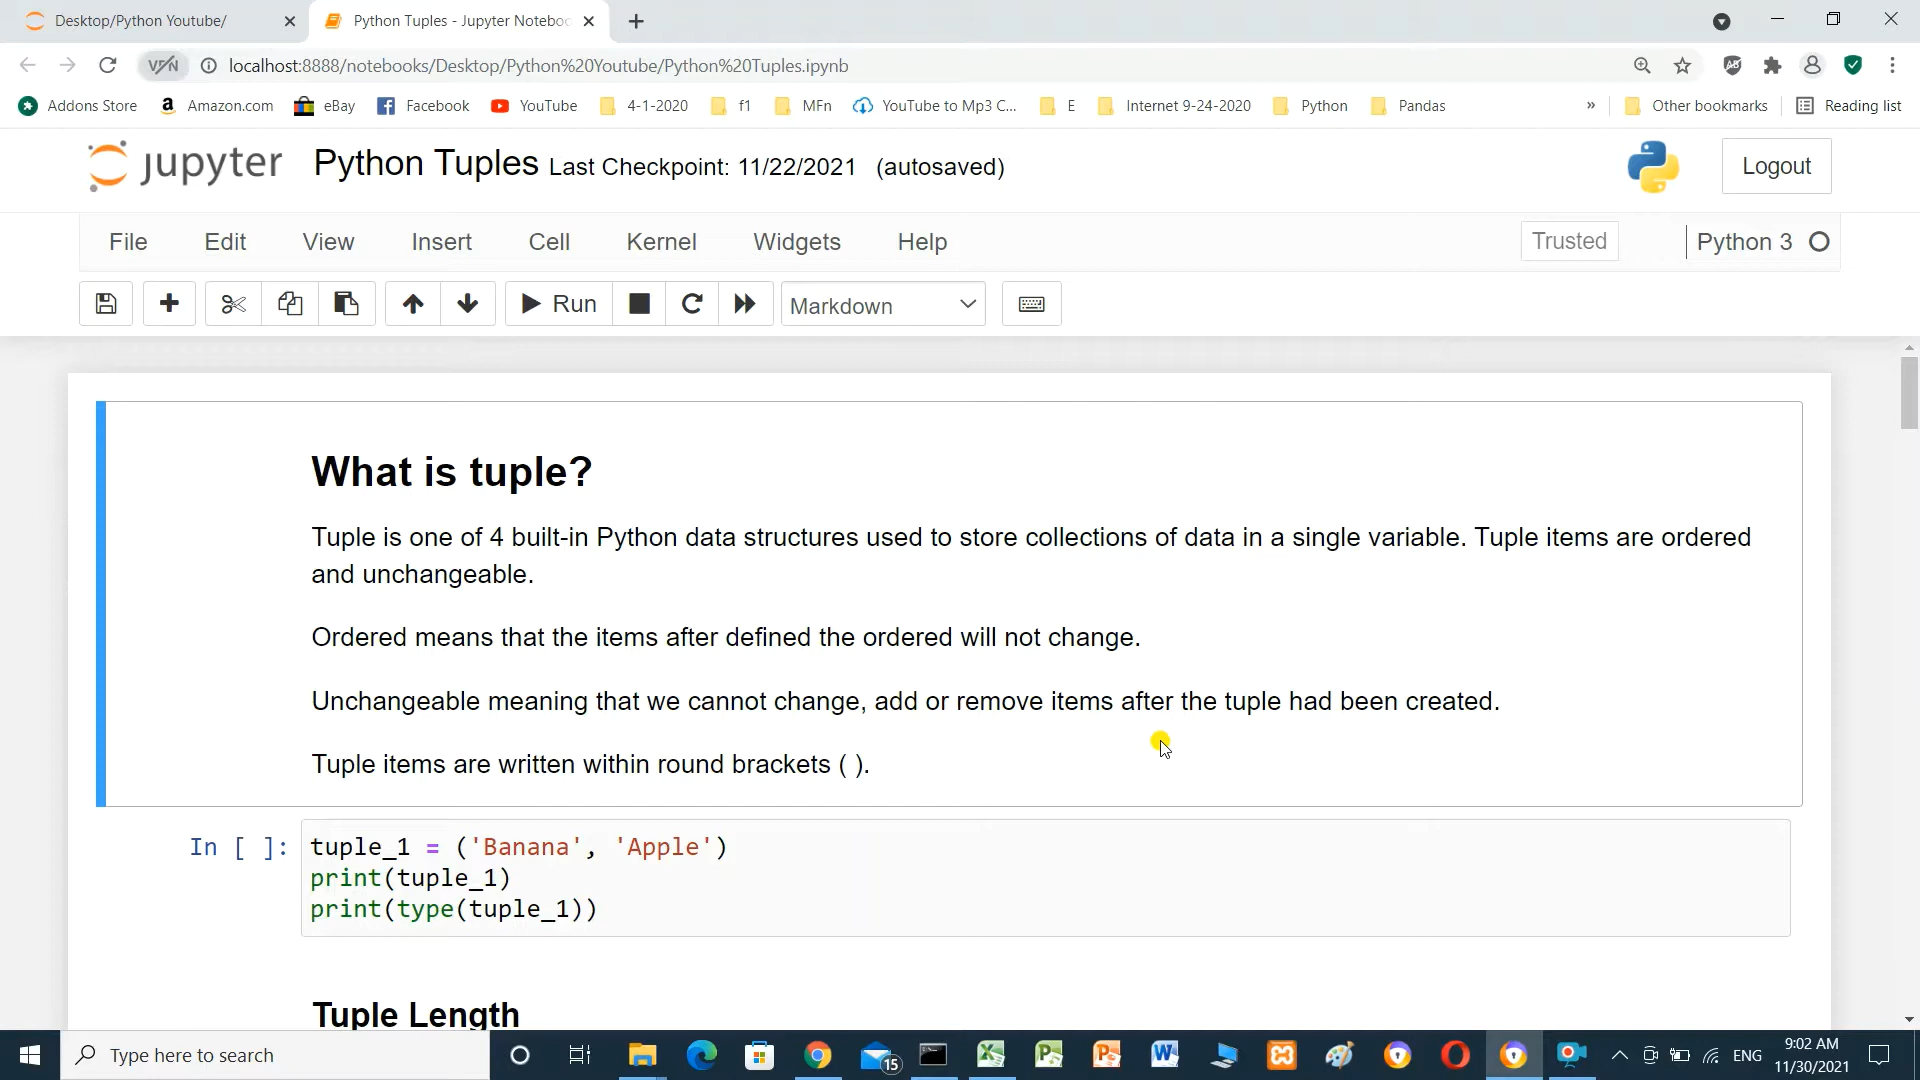 Desktop/Python Youtube/
Python Tuples - Jupyter Noteboo
VPN
localhost:8888/notebooks/Desktop/Python%20Youtube/Python%20Tuples.ipynb
Addons Store
Amazon.com
eBay
Facebook
YouTube
4-1-2020
f1
MFn
YouTube to Mp3 C...
E
Internet 9-24-2020
Python
Pandas
»
Other bookmarks
Reading list
jupyter
Python Tuples Last Checkpoint: 11/22/2021 (autosaved)
Logout
File Edit View Insert Cell Kernel Widgets Help
Trusted
Python 3
Run
Markdown
What is tuple?
Tuple is one of 4 built-in Python data structures used to store collections of data in a single variable. Tuple items are ordered
and unchangeable.
Ordered means that the items after defined the ordered will not change.
Unchangeable meaning that we cannot change, add or remove items after the tuple had been created.
Tuple items are written within round brackets ( ).
In [ ]: tuple_1 = ('Banana', 'Apple')
print(tuple_1)
print(type(tuple_1))
Tuple Length
Type here to search
15
ENG
9:02 AM
11/30/2021